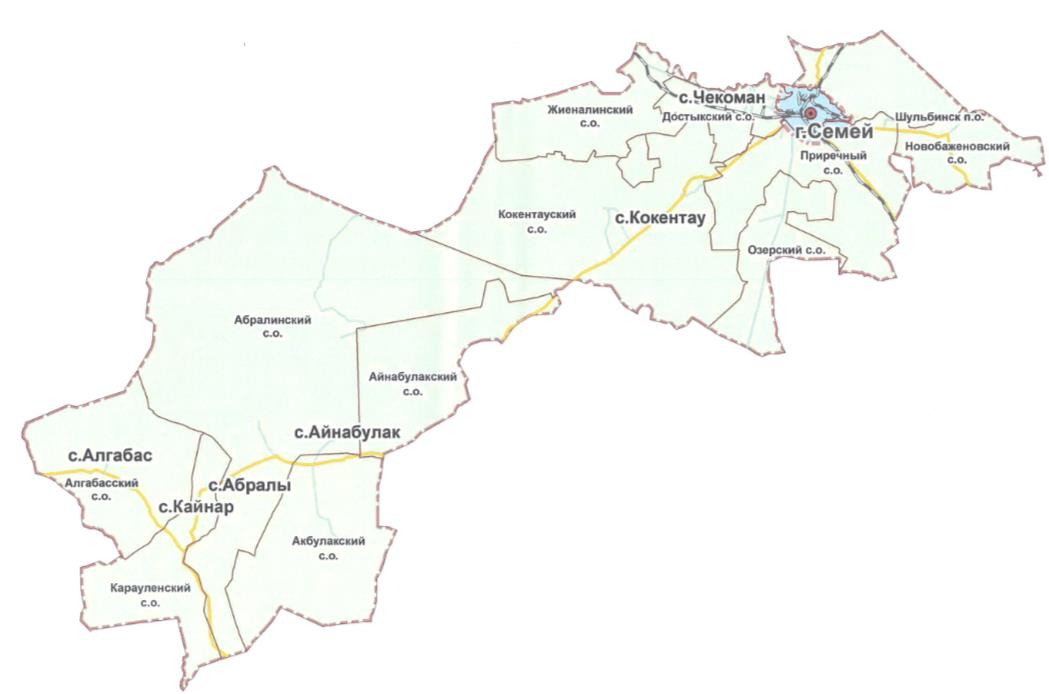 с.Чекоман
Жиеналинский
с.о.
Достыкский с.о.
Шульбинск п.о.
г.Семей
Новобаженовский
с.о.
Приречный
с.о.
Кокентауский
с.о.
с.Кокентау
Озерский с.о.
Абралинский
с.о.
Айнабулакский
с.о.
с.Айнабулак
с.Алгабас
Алгабасский
с.о.
с.Абралы
с.Кайнар
Акбулакский
с.о.
Карауленский
с.о.